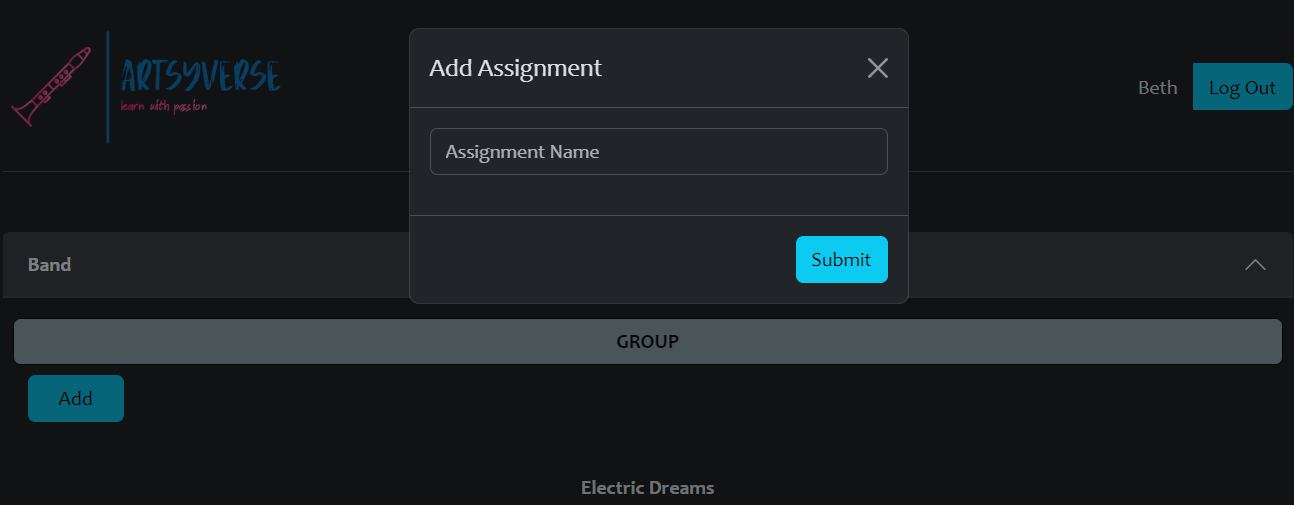 ARTSYVERSE
learn with passion
Beth
Log Out
Add Assignment
Assignment Name
Submit
Band
GROUP
Add
Electric Dreams